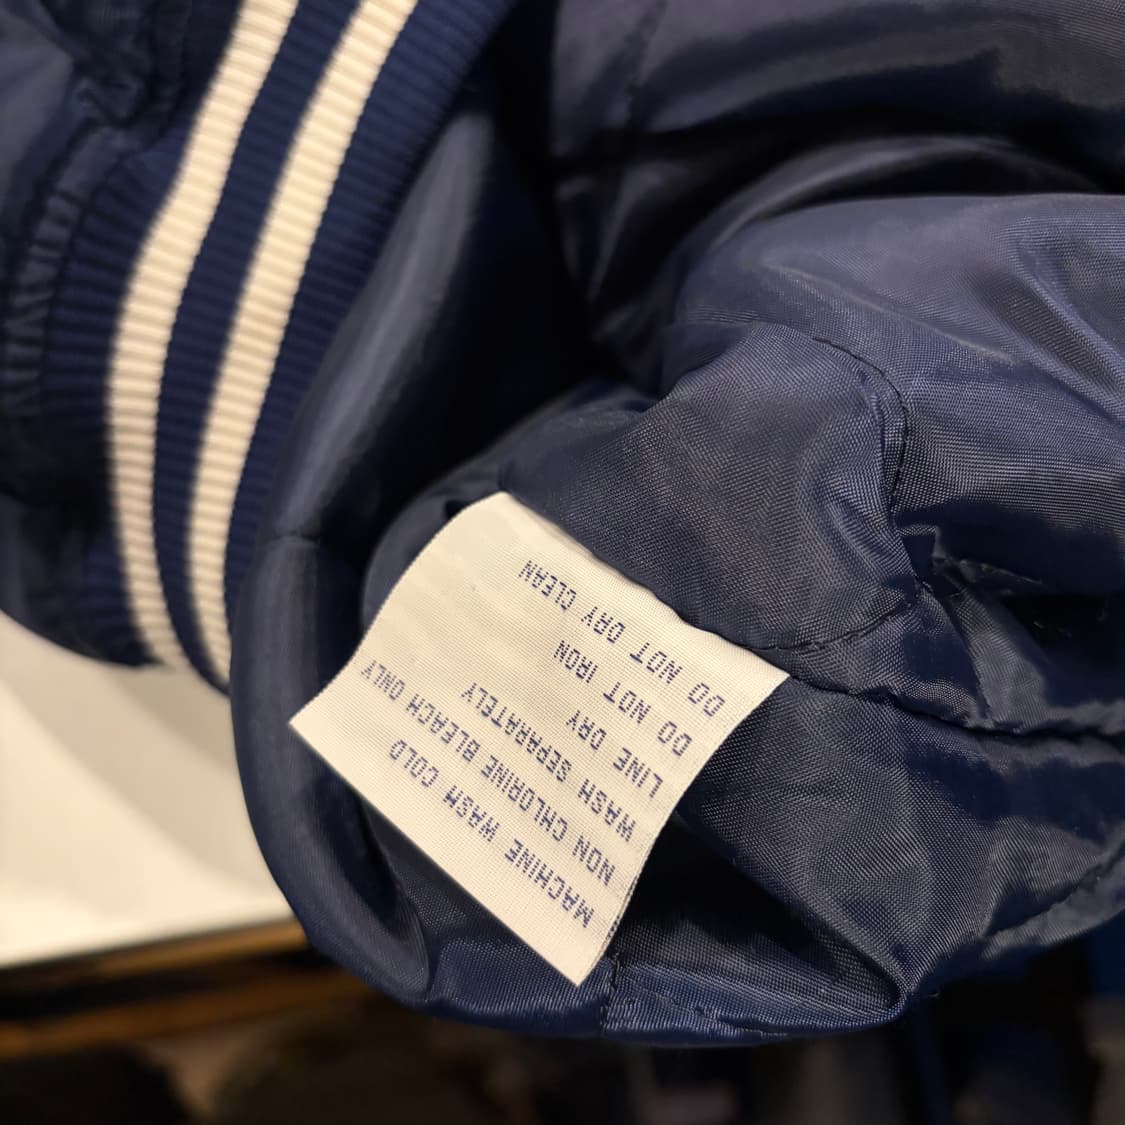 MACHINE WASH COLD
NON CHLORINE BLEACH ONLY
WASH SEPARATELY
LINE DRY
DO NOT IRON
DO NOT DRY CLEAN